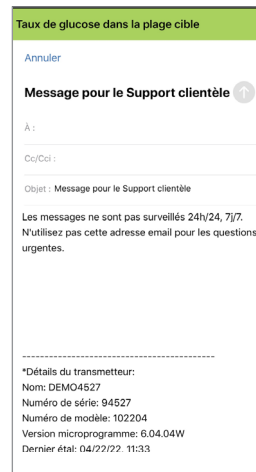 Taux de glucose dans la plage cible
Annuler
Message pour le Support clientèle
À :
Cc/Cci :
Objet : Message pour le Support clientèle
Les messages ne sont pas surveillés 24h/24, 7j/7.
N'utilisez pas cette adresse email pour les questions
urgentes.
-------------------------------------------
*Détails du transmetteur:
Nom: DEMO4527
Numéro de série: 94527
Numéro de modèle: 102204
Version microprogramme: 6.04.04W
Dernier étal: 04/22/22, 11:33